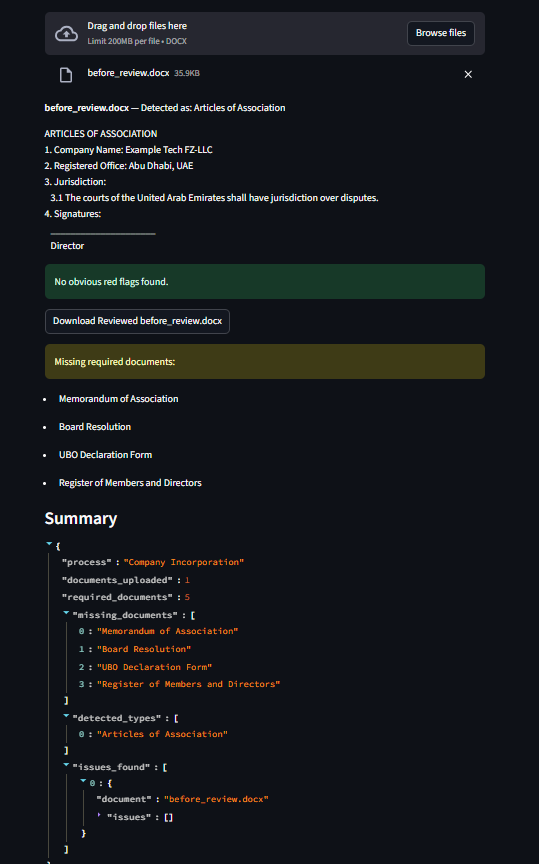 Drag and drop files here
Limit 200MB per file • DOCX
Browse files
before_review.docx 35.9KB
before_review.docx — Detected as: Articles of Association
ARTICLES OF ASSOCIATION
1. Company Name: Example Tech FZ-LLC
2. Registered Office: Abu Dhabi, UAE
3. Jurisdiction:
3.1 The courts of the United Arab Emirates shall have jurisdiction over disputes.
4. Signatures:
Director
No obvious red flags found.
Download Reviewed before_review.docx
Missing required documents:
• Memorandum of Association
• Board Resolution
• UBO Declaration Form
• Register of Members and Directors
Summary
{
"process" : "Company Incorporation"
"documents_uploaded" : 1
"required_documents" : 5
"missing_documents" : [
0 : "Memorandum of Association"
1 : "Board Resolution"
2 : "UBO Declaration Form"
3 : "Register of Members and Directors"
]
"detected_types" : [
0 : "Articles of Association"
]
"issues_found" : [
0 : {
"document" : "before_review.docx"
"issues" : []
}
]